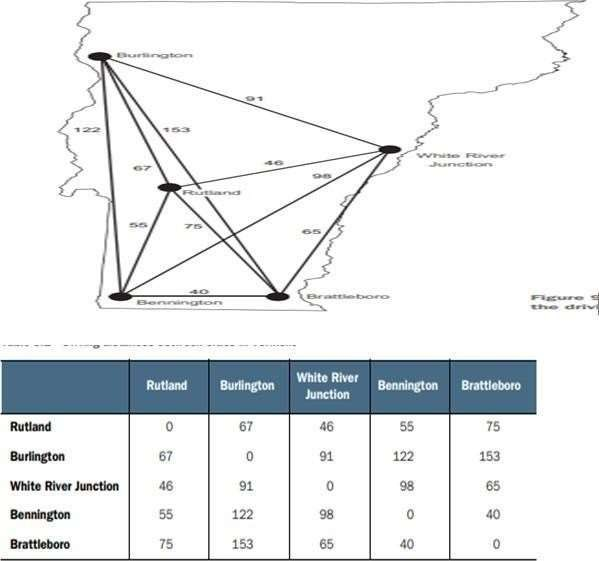 Burlington
91
122
153
46
White River
Junction
67
98
Rutland
55
75
65
40
Bennington
Brattleboro
Figure
the
Rutland Burlington White River Junction Bennington Brattleboro
Rutland 0 67 46 55 75
Burlington 67 0 91 122 153
White River Junction 46 91 0 98 65
Bennington 55 122 98 0 40
Brattleboro 75 153 65 40 0